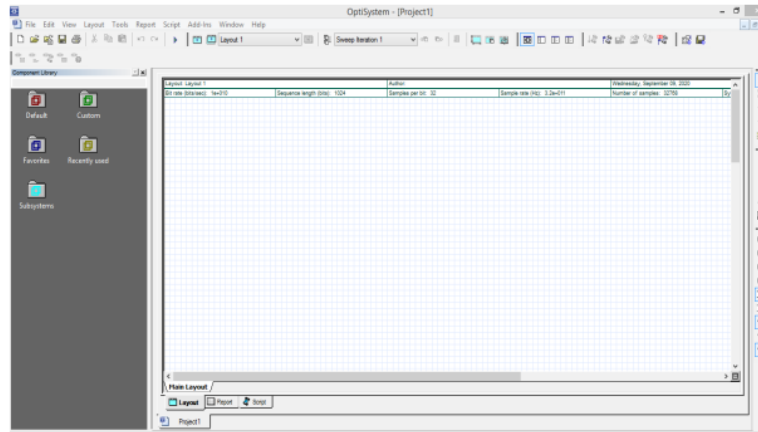 OptiSystem - [Project1]
File Edit View Layout Tools Report Script Add-Ins Window Help
Layout 1 Sweep Iteration 1
Component Library
Default Custom
Favorites Recently used
Subsystems
Layout: Layout 1 Author: Wednesday, September 09, 2020
Bit rate (bits/sec): 1e+010 Sequence length (bits): 1024 Samples per bit: 32 Sample rate (Hz): 3.2e+011 Number of samples: 32768
Main Layout
Layout Report Script
Project1